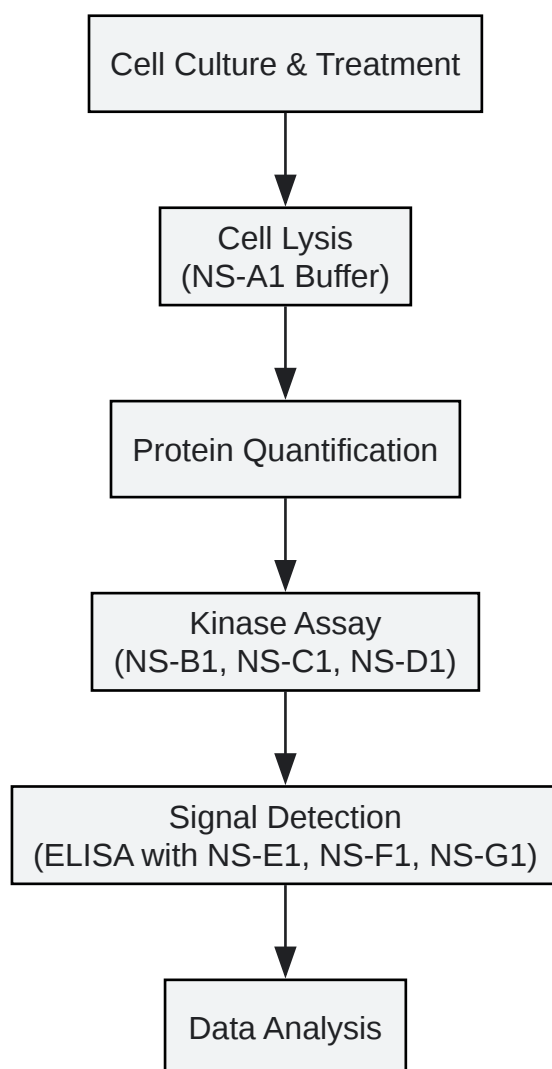 Cell Culture & Treatment
Cell Lysis
(NS-A1 Buffer)
Protein Quantification
Kinase Assay
(NS-B1, NS-C1, NS-D1)
Signal Detection
(ELISA with NS-E1, NS-F1, NS-G1)
Data Analysis